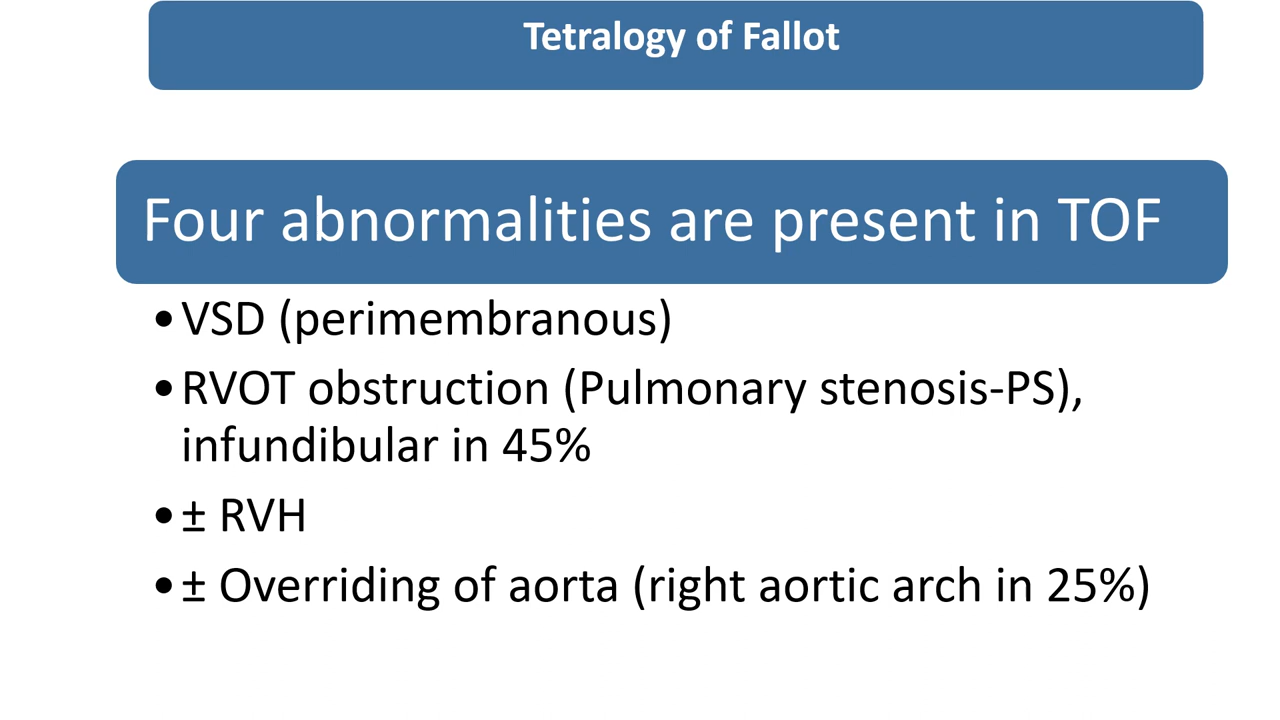 Tetralogy of Fallot
Four abnormalities are present in TOF
•VSD (perimembranous)
•RVOT obstruction (Pulmonary stenosis-PS),
infundibular in 45%
•± RVH
•± Overriding of aorta (right aortic arch in 25%)